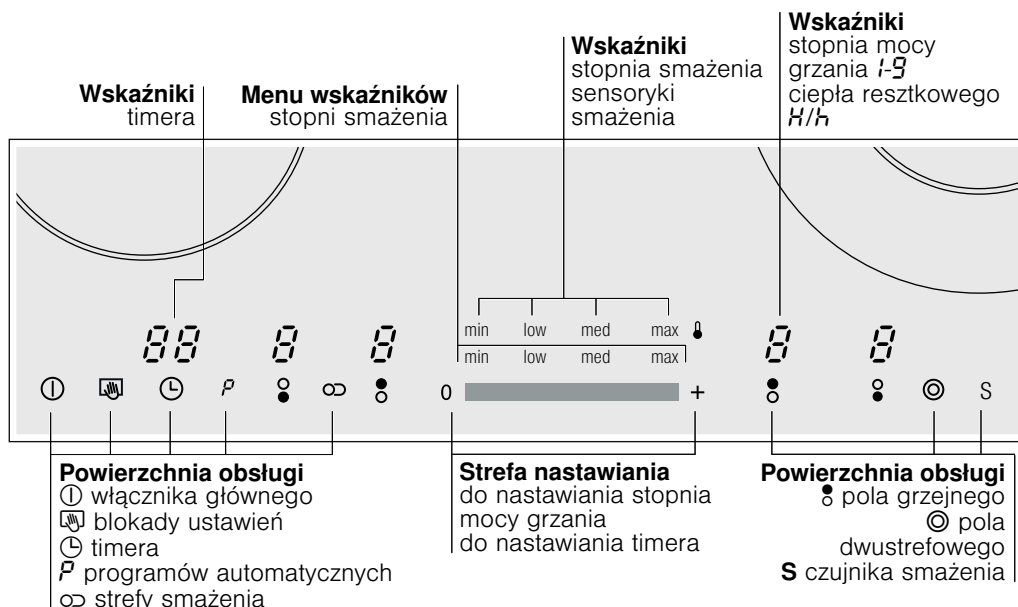 Wskaźniki
stopnia mocy
grzania 1-9
ciepła resztkowego
H/h
Wskaźniki
stopnia smażenia
sensoryki
smażenia
Wskaźniki
timera
Menu wskaźników
stopni smażenia
min low med max
88 8 8 8 8
min low med max
P 0 + S
Powierzchnia obsługi
włącznika głównego
blokady ustawień
timera
P programów automatycznych
strefy smażenia
Strefa nastawiania
do nastawiania stopnia
mocy grzania
do nastawiania timera
Powierzchnia obsługi
pola grzejnego
pola
dwustrefowego
S czujnika smażenia